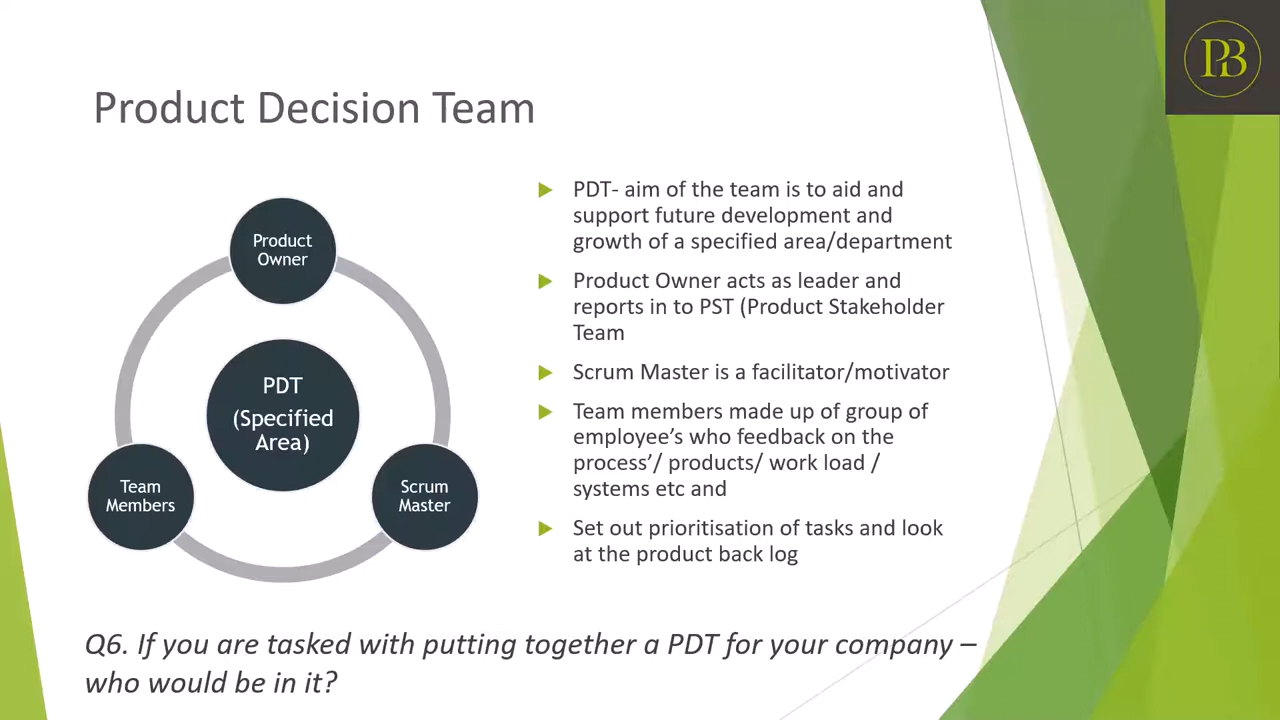 PB
Product Decision Team
Product
Owner
PDT
(Specified
Area)
Team
Members
Scrum
Master
PDT- aim of the team is to aid and
support future development and
growth of a specified area/department
Product Owner acts as leader and
reports in to PST (Product Stakeholder
Team
Scrum Master is a facilitator/motivator
Team members made up of group of
employee’s who feedback on the
process’/ products/ work load /
systems etc and
Set out prioritisation of tasks and look
at the product back log
Q6. If you are tasked with putting together a PDT for your company –
who would be in it?